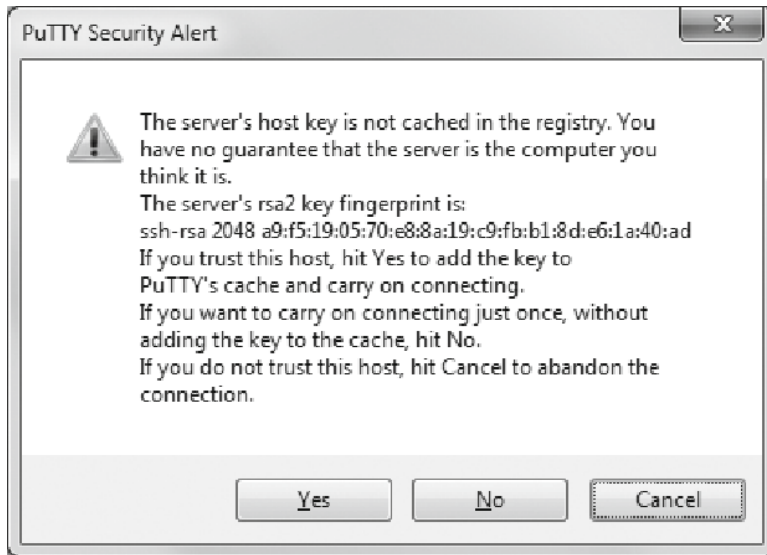 PuTTY Security Alert
The server's host key is not cached in the registry. You
have no guarantee that the server is the computer you
think it is.
The server's rsa2 key fingerprint is:
ssh-rsa 2048 a9:f5:19:05:70:e8:8a:19:c9:fb:b1:8d:e6:1a:40:ad
If you trust this host, hit Yes to add the key to
PuTTY's cache and carry on connecting.
If you want to carry on connecting just once, without
adding the key to the cache, hit No.
If you do not trust this host, hit Cancel to abandon the
connection.
Yes No Cancel